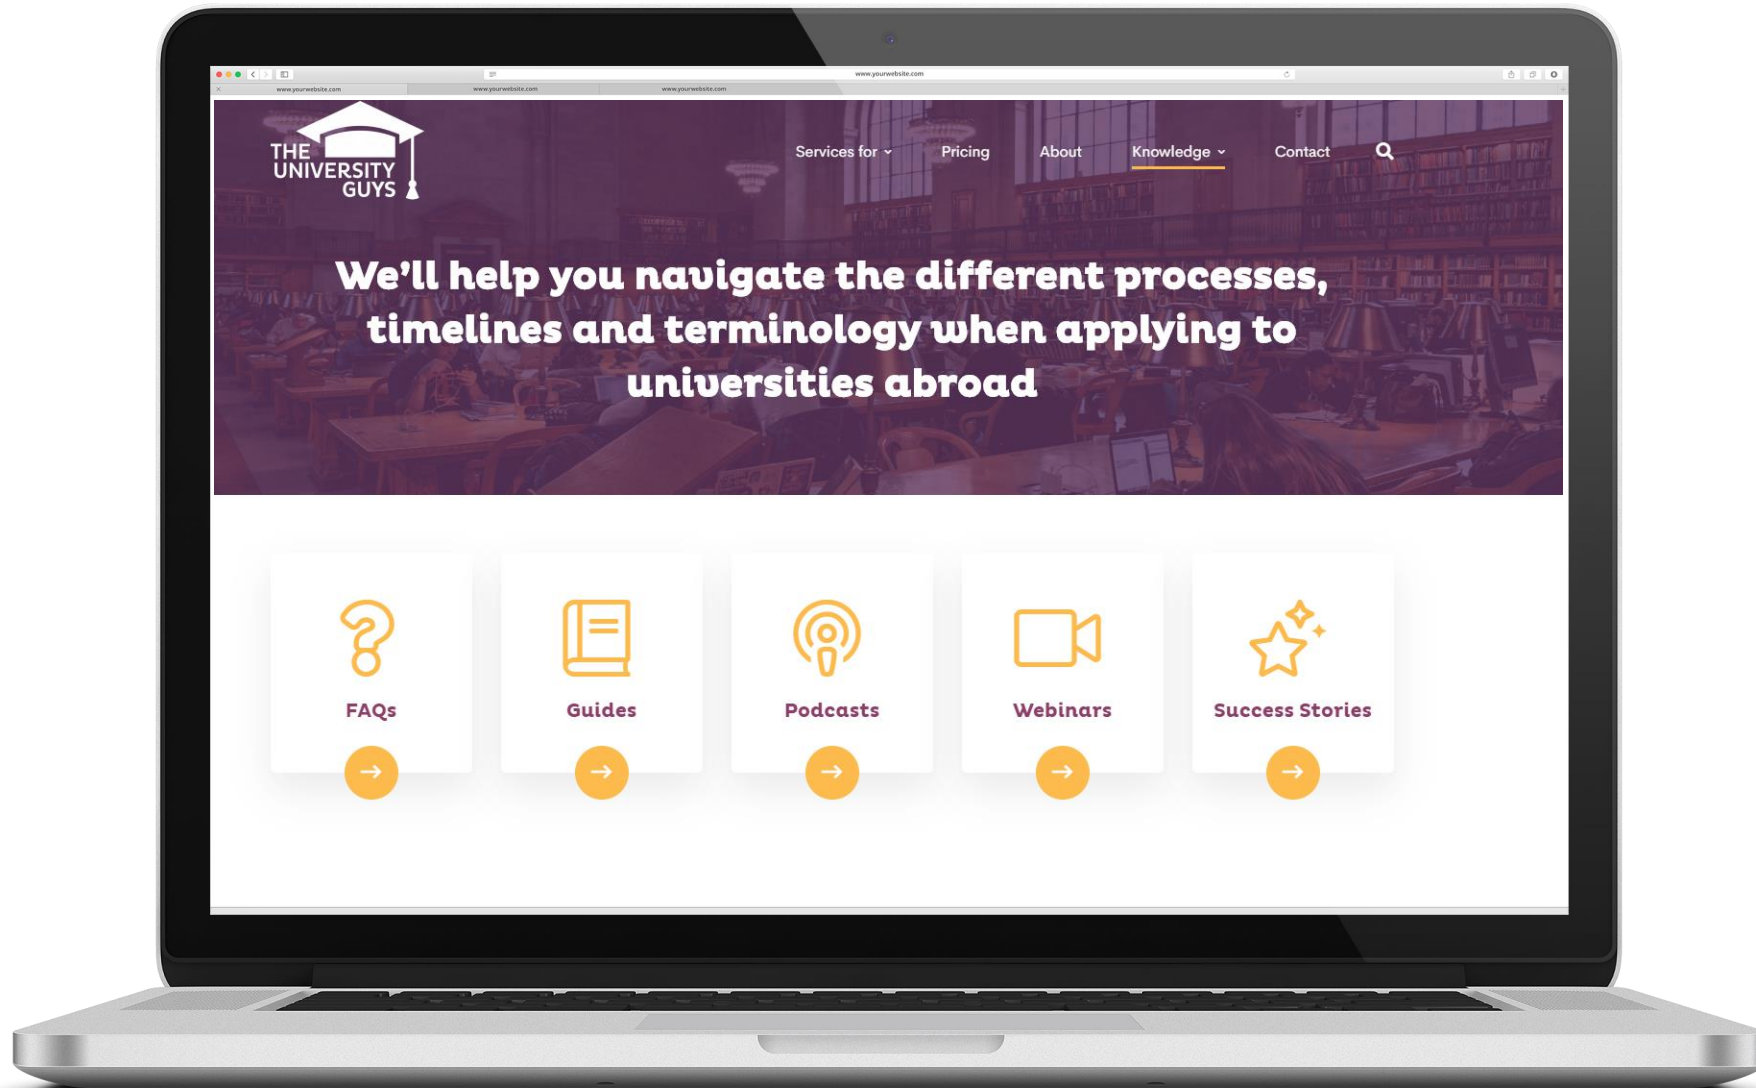 www.yourwebsite.com
www.yourwebsite.com
www.yourwebsite.com
www.yourwebsite.com
THE
UNIVERSITY
GUYS
Services for
Pricing
About
Knowledge
Contact
We'll help you navigate the different processes,
timelines and terminology when applying to
universities abroad
FAQs
Guides
Podcasts
Webinars
Success Stories